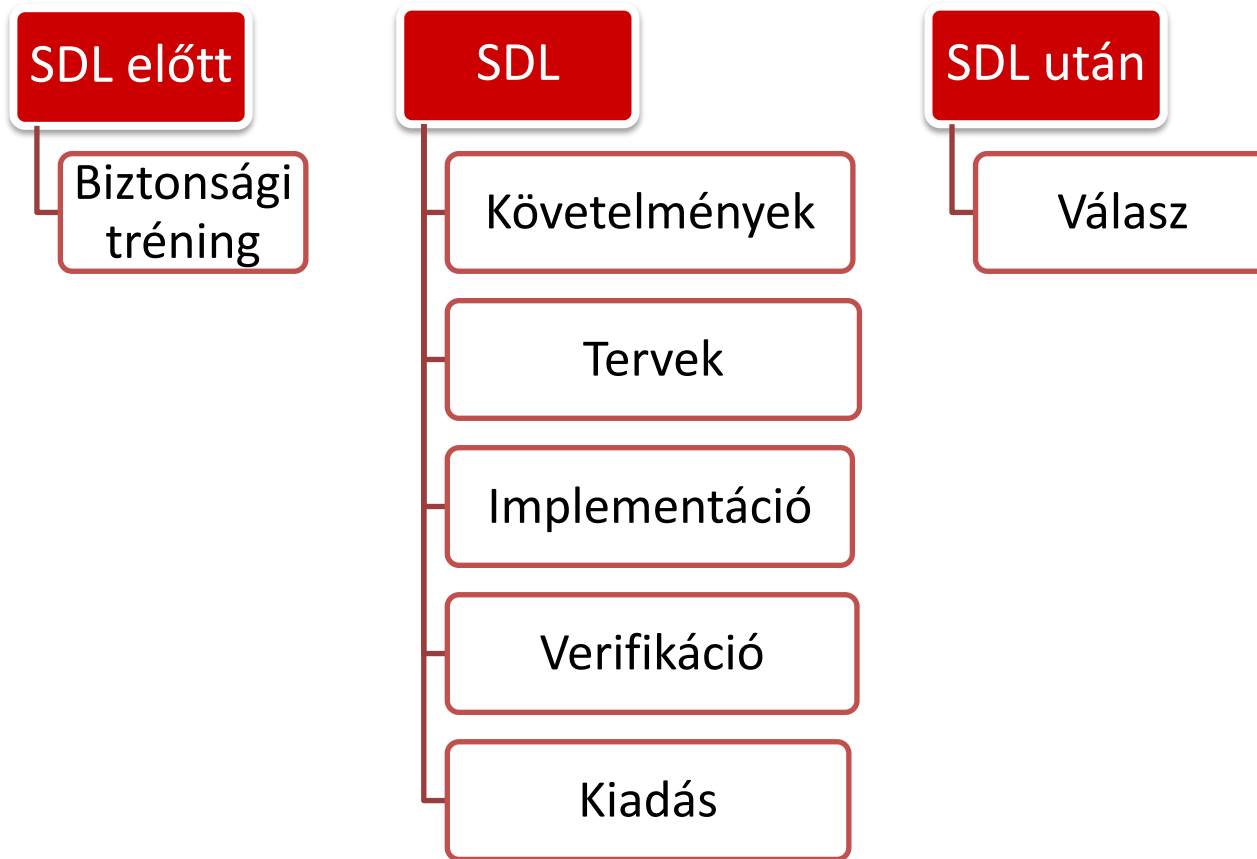 SDL előtt
Biztonsági
tréning
SDL
Követelmények
Tervek
Implementáció
Verifikáció
Kiadás
SDL után
Válasz